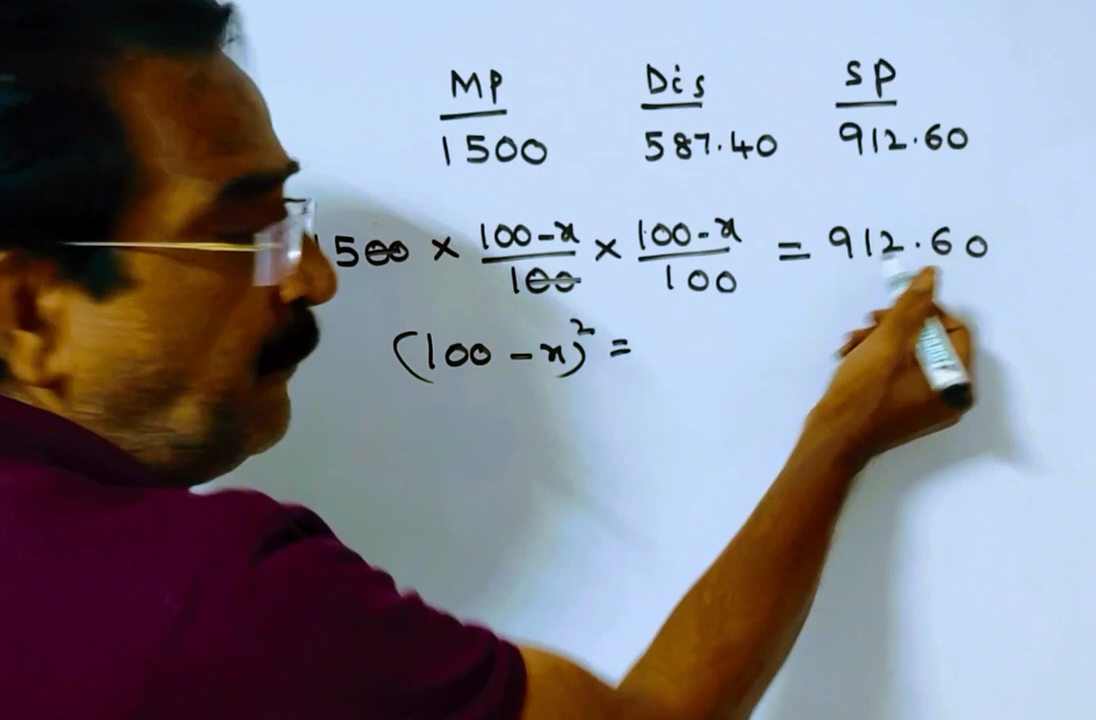 MP Dis SP
1500 587.40 912.60
1500 × 100-x/100 × 100-x/100 = 912.60
(100-x)² =